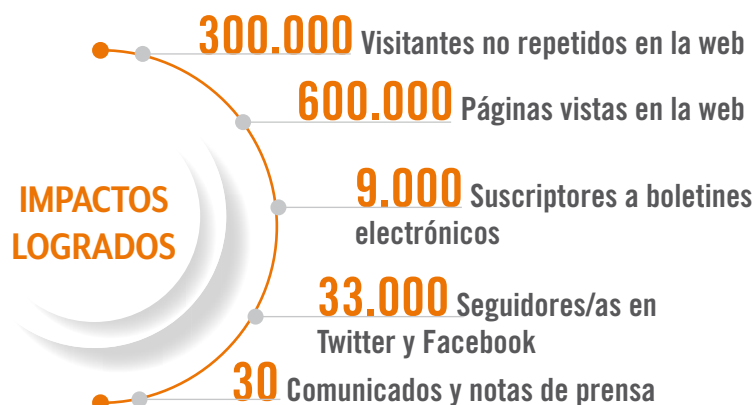 300.000 Visitantes no repetidos en la web
600.000 Páginas vistas en la web
IMPACTOS
LOGRADOS
9.000 Suscriptores a boletines
electrónicos
33.000 Seguidores/as en
Twitter y Facebook
30 Comunicados y notas de prensa